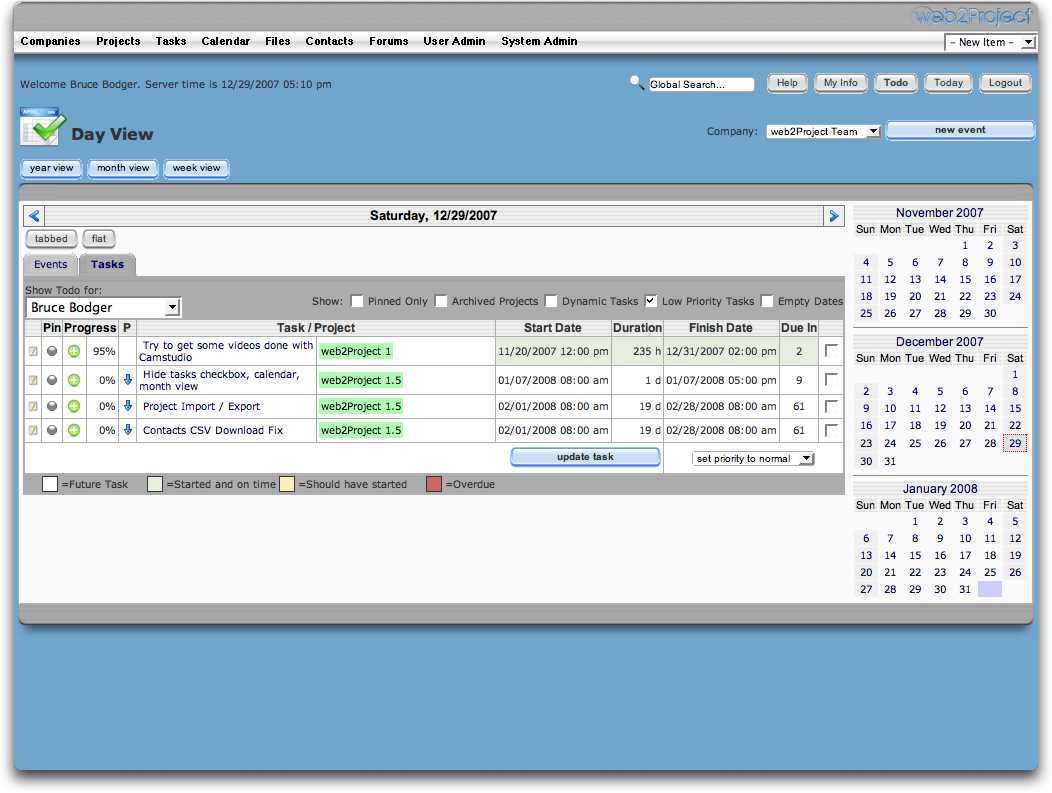 web2Project
Companies Projects Tasks Calendar Files Contacts Forums User Admin System Admin
- New Item -
Welcome Bruce Bodger. Server time is 12/29/2007 05:10 pm
Global Search... Help My Info Todo Today Logout
Day View
Company: web2Project Team new event
year view month view week view
Saturday, 12/29/2007
tabbed flat
Events Tasks
Show Todo for:
Bruce Bodger
Show: Pinned Only Archived Projects Dynamic Tasks Low Priority Tasks Empty Dates
Pin Progress P Task / Project Start Date Duration Finish Date Due In
95% Try to get some videos done with Camstudio web2Project 1 11/20/2007 12:00 pm 235 h 12/31/2007 02:00 pm 2
0% Hide tasks checkbox, calendar, month view web2Project 1.5 01/07/2008 08:00 am 1 d 01/07/2008 05:00 pm 9
0% Project Import / Export web2Project 1.5 02/01/2008 08:00 am 19 d 02/28/2008 08:00 am 61
0% Contacts CSV Download Fix web2Project 1.5 02/01/2008 08:00 am 19 d 02/28/2008 08:00 am 61
update task set priority to normal
=Future Task =Started and on time =Should have started =Overdue
November 2007
Sun Mon Tue Wed Thu Fri Sat
1 2 3
4 5 6 7 8 9 10
11 12 13 14 15 16 17
18 19 20 21 22 23 24
25 26 27 28 29 30
December 2007
Sun Mon Tue Wed Thu Fri Sat
1
2 3 4 5 6 7 8
9 10 11 12 13 14 15
16 17 18 19 20 21 22
23 24 25 26 27 28 29
30 31
January 2008
Sun Mon Tue Wed Thu Fri Sat
1 2 3 4 5
6 7 8 9 10 11 12
13 14 15 16 17 18 19
20 21 22 23 24 25 26
27 28 29 30 31